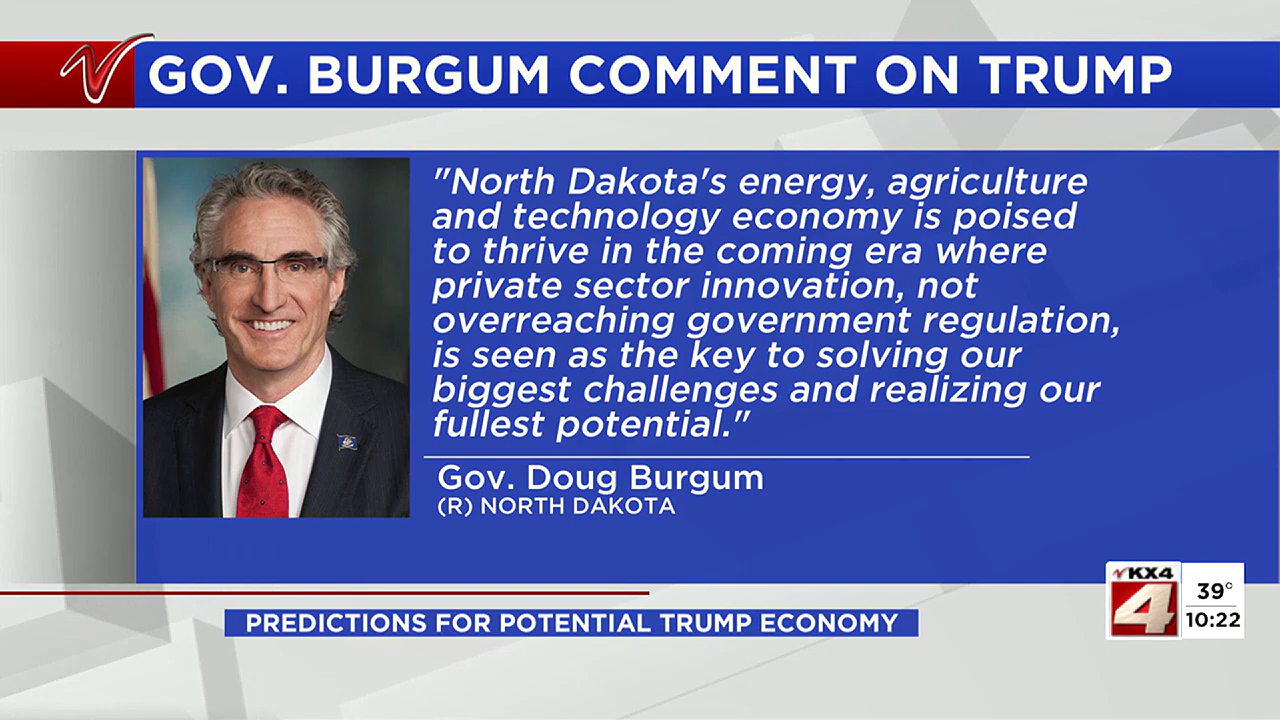 GOV. BURGUM COMMENT ON TRUMP
"North Dakota's energy, agriculture
and technology economy is poised
to thrive in the coming era where
private sector innovation, not
overreaching government regulation,
is seen as the key to solving our
biggest challenges and realizing our
fullest potential."
Gov. Doug Burgum
(R) NORTH DAKOTA
PREDICTIONS FOR POTENTIAL TRUMP ECONOMY
KX4
4
39°
10:22